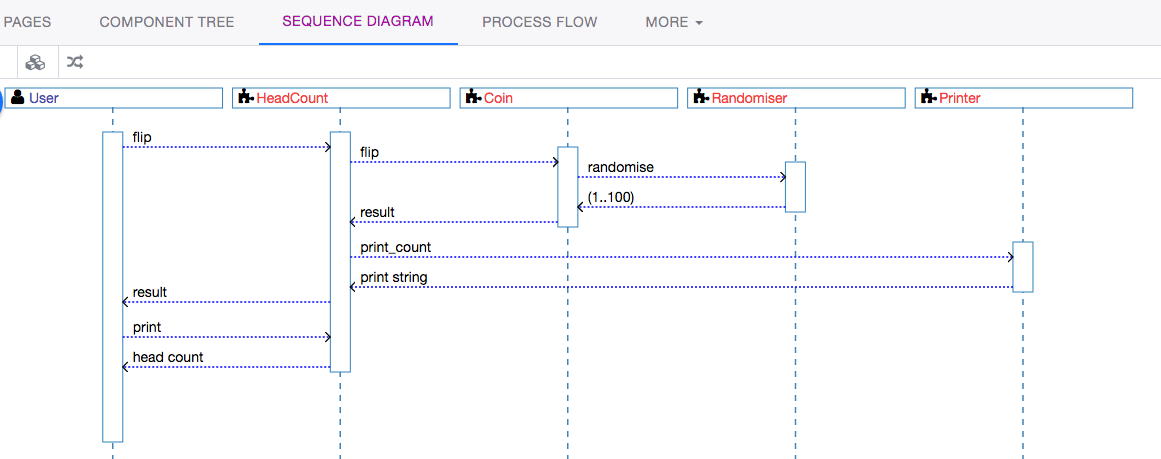 PAGES COMPONENT TREE SEQUENCE DIAGRAM PROCESS FLOW MORE
User HeadCount Coin Randomiser Printer
flip
flip
randomise
(1..100)
result
print_count
print string
result
print
head count